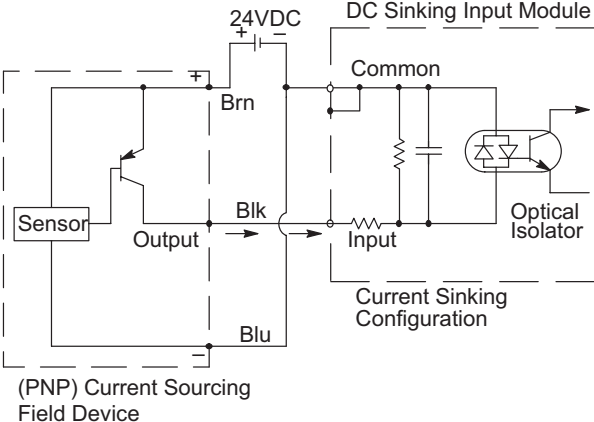 DC Sinking Input Module
24VDC
+ −
Common
+
Brn
Sensor
Output
Blk
Input
Optical
Isolator
Current Sinking
Configuration
Blu
−
(PNP) Current Sourcing
Field Device